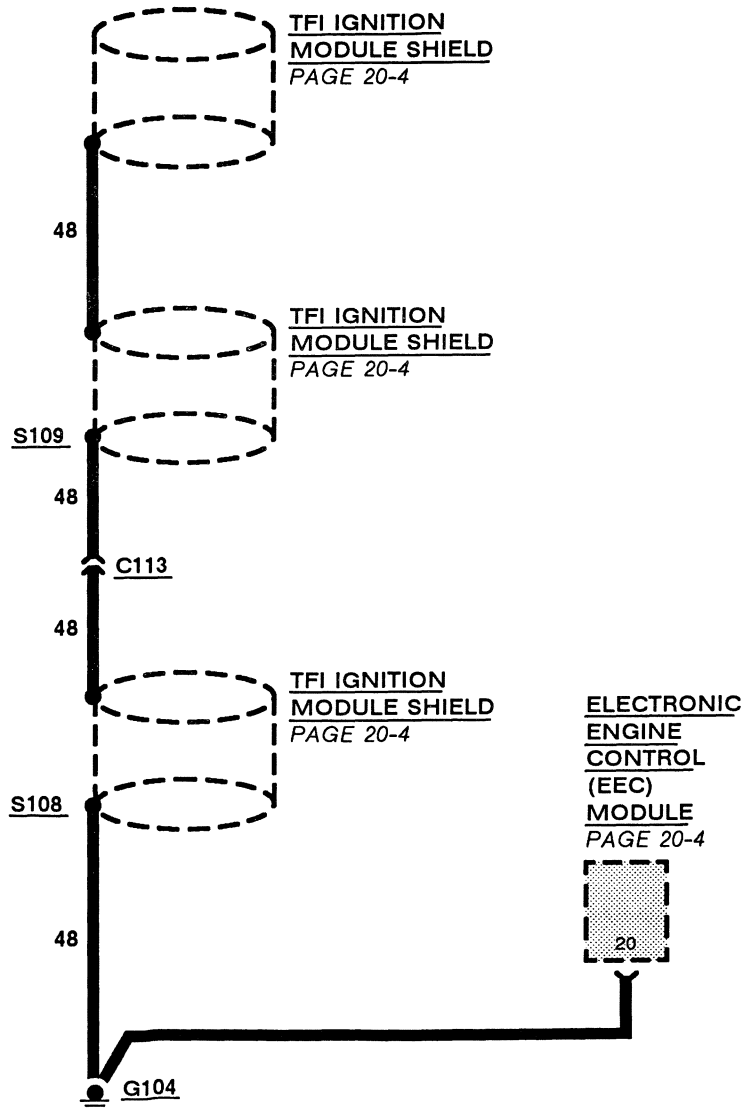 TFI IGNITION
MODULE SHIELD
PAGE 20-4
48
TFI IGNITION
MODULE SHIELD
PAGE 20-4
S109
48
C113
48
TFI IGNITION
MODULE SHIELD
PAGE 20-4
S108
ELECTRONIC
ENGINE
CONTROL
(EEC)
MODULE
PAGE 20-4
20
48
G104